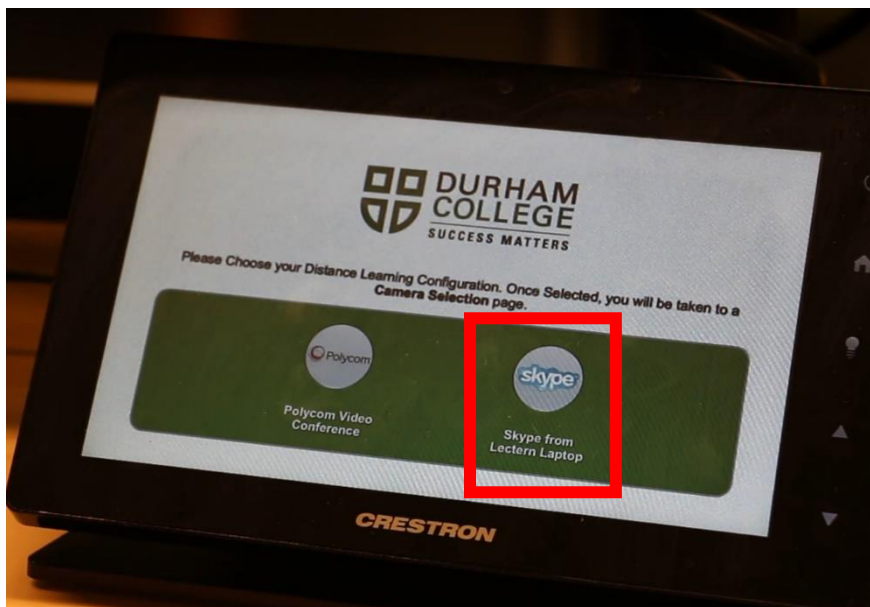 DURHAM
COLLEGE
SUCCESS MATTERS
Please Choose your Distance Learning Configuration. Once Selected, you will be taken to a
Camera Selection page.
Polycom
skype
Polycom Video
Conference
Skype from
Lectern Laptop
CRESTRON